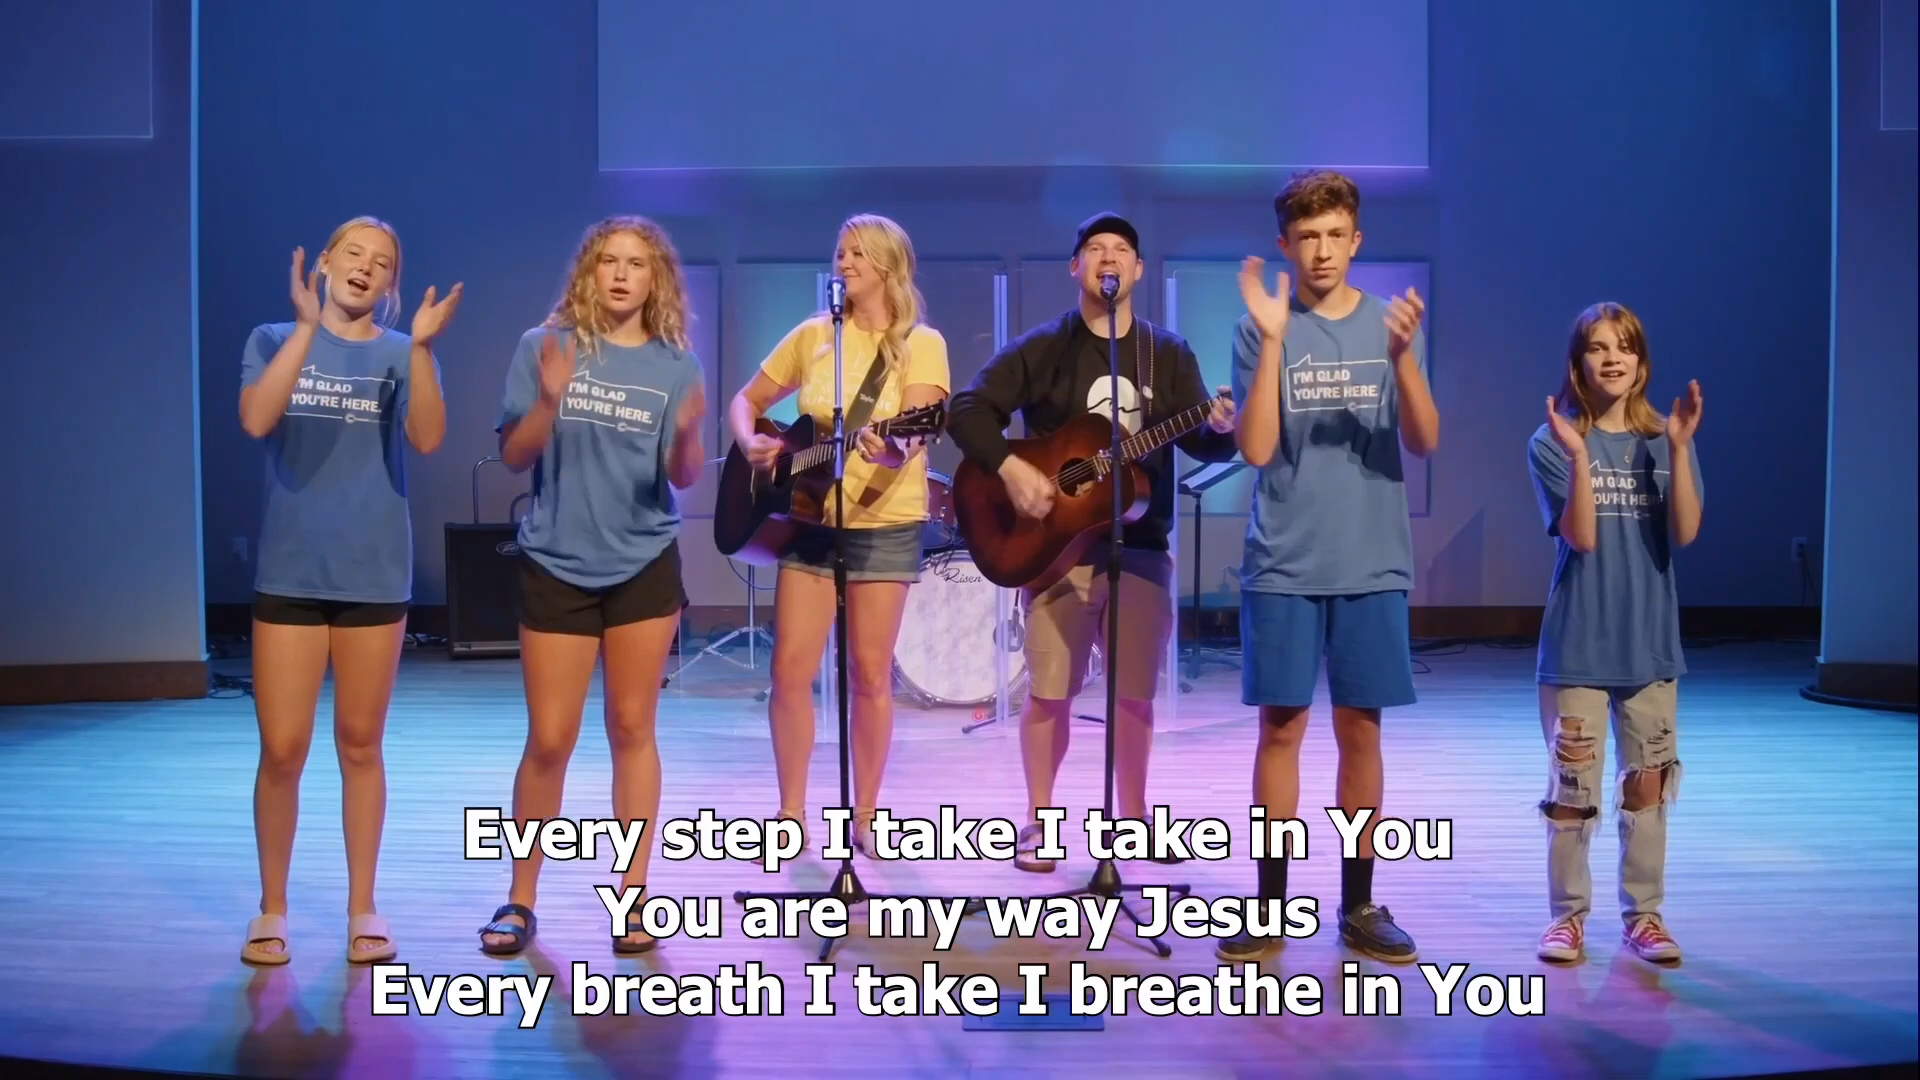 I'M GLAD
YOU'RE HERE.
I'M GLAD
YOU'RE HERE.
I'M GLAD
YOU'RE HERE.
Risen
Every step I take I take in You
You are my way Jesus
Every breath I take I breathe in You